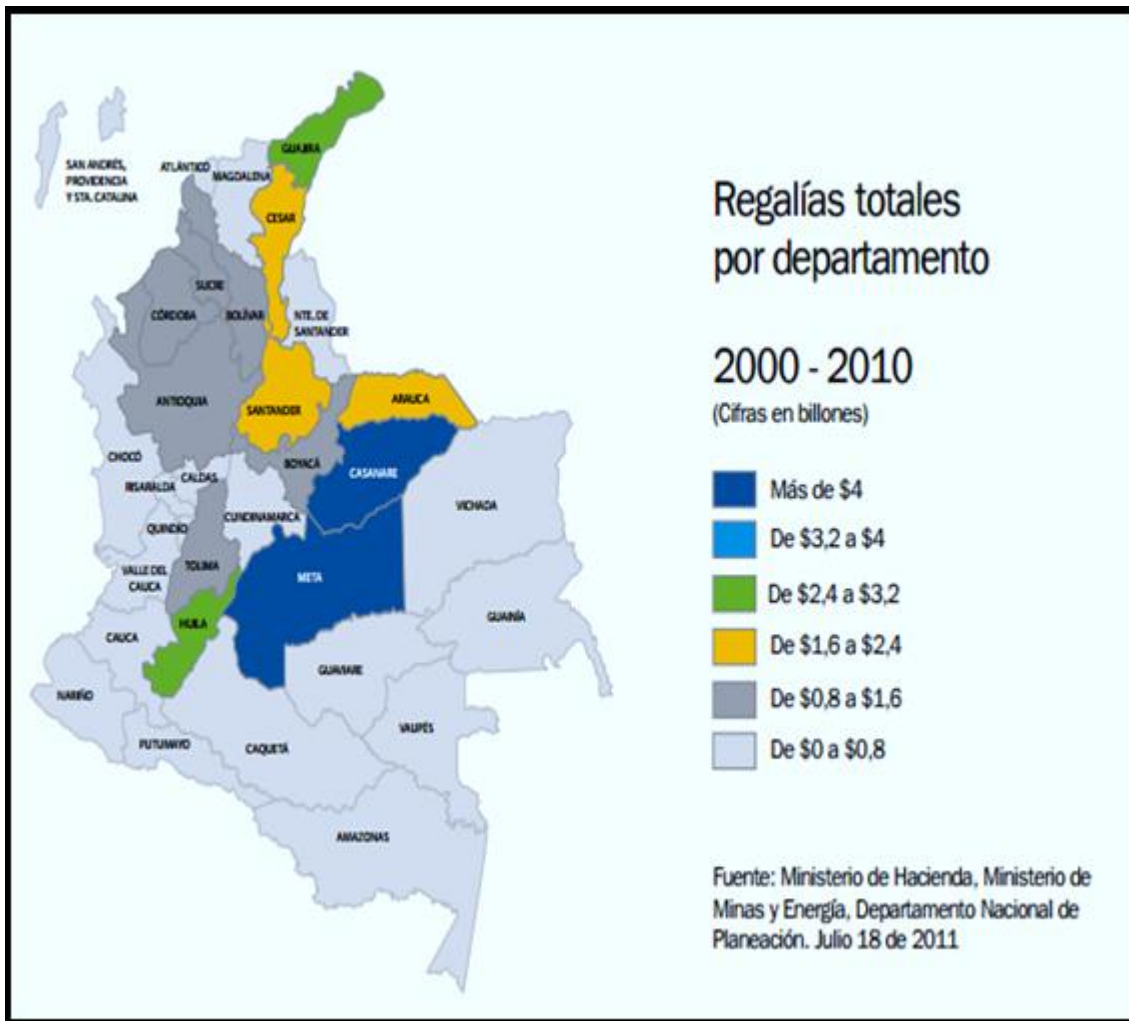 SAN ANDRÉS,
PROVIDENCIA
Y STA. CATALINA
ATLÁNTICO
MAGDALENA
GUAJIRA
CESAR
SUCRE
CÓRDOBA
BOLÍVAR
NTE. DE
SANTANDER
ANTIOQUIA
SANTANDER
ARAUCA
CHOCÓ
BOYACÁ
CASANARE
RISARALDA
CALDAS
VICHADA
QUINDÍO
CUNDINAMARCA
VALLE DEL
CAUCA
TOLIMA
META
HUILA
CAUCA
GUAINÍA
GUAVIARE
NARIÑO
VAUPÉS
PUTUMAYO
CAQUETÁ
AMAZONAS
Regalías totales
por departamento
2000 - 2010
(Cifras en billones)
Más de $4
De $3,2 a $4
De $2,4 a $3,2
De $1,6 a $2,4
De $0,8 a $1,6
De $0 a $0,8
Fuente: Ministerio de Hacienda, Ministerio de
Minas y Energía, Departamento Nacional de
Planeación. Julio 18 de 2011